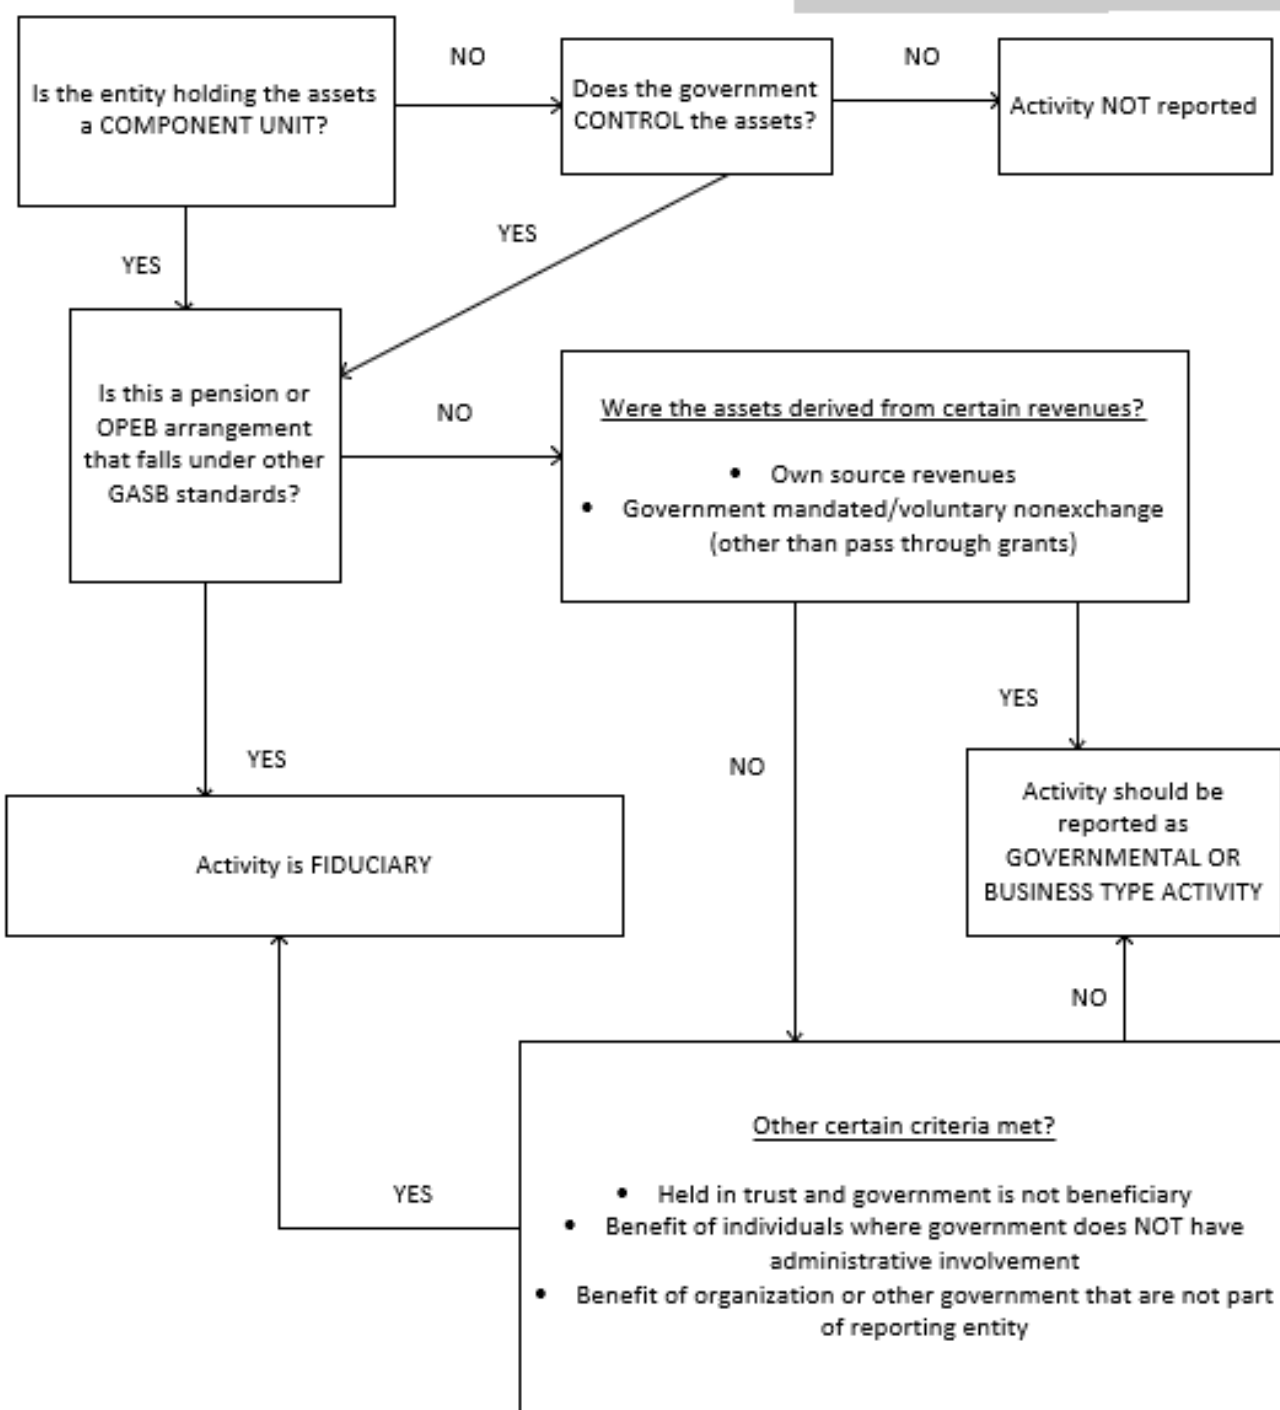 NO
NO
Is the entity holding the assets
a COMPONENT UNIT?
Does the government
CONTROL the assets?
Activity NOT reported
YES
YES
Is this a pension or
OPEB arrangement
that falls under other
GASB standards?
NO
Were the assets derived from certain revenues?
• Own source revenues
• Government mandated/voluntary nonexchange
(other than pass through grants)
YES
YES
NO
Activity should be
reported as
GOVERNMENTAL OR
BUSINESS TYPE ACTIVITY
Activity is FIDUCIARY
NO
Other certain criteria met?
YES
• Held in trust and government is not beneficiary
• Benefit of individuals where government does NOT have
administrative involvement
• Benefit of organization or other government that are not part
of reporting entity